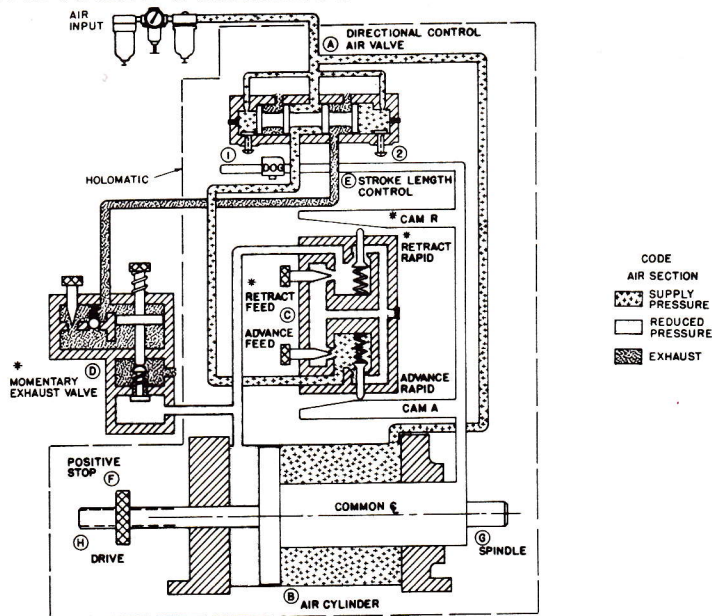 AIR
INPUT
A
DIRECTIONAL CONTROL
AIR VALVE
1
2
DOG
E STROKE LENGTH
CONTROL
HOLOMATIC
* CAM R
* RETRACT
RAPID
* RETRACT
FEED
C
ADVANCE
FEED
ADVANCE
RAPID
CAM A
D
* MOMENTARY
EXHAUST VALVE
CODE
AIR SECTION
SUPPLY
PRESSURE
REDUCED
PRESSURE
EXHAUST
POSITIVE
STOP F
COMMON ℄
H
DRIVE
G
SPINDLE
B AIR CYLINDER